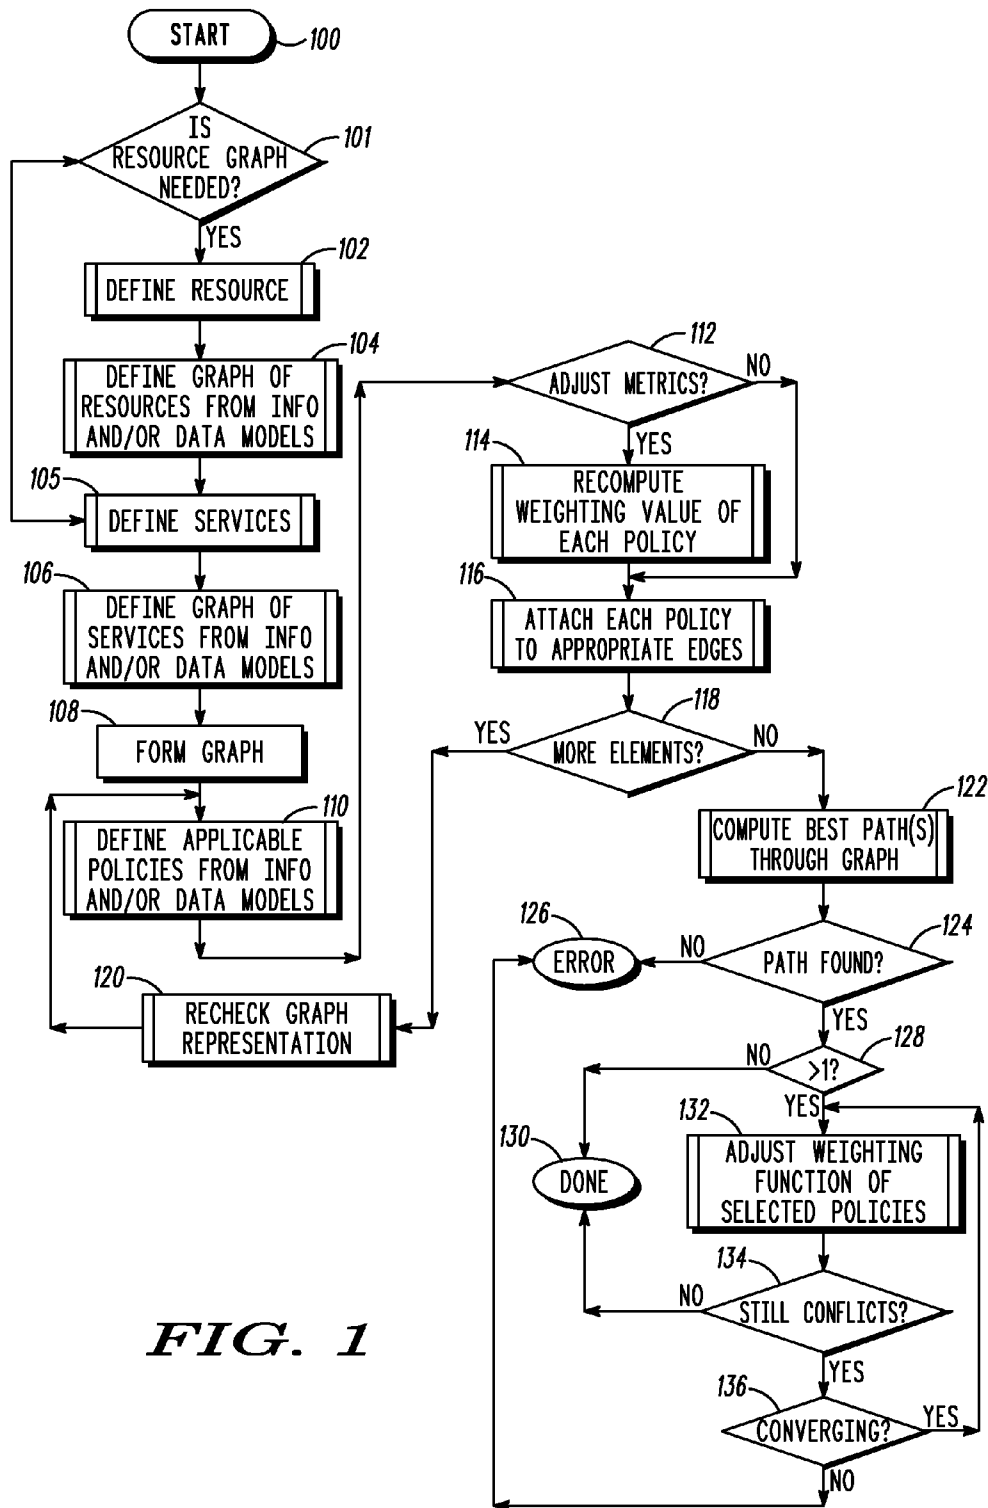 START
100
IS
RESOURCE GRAPH
NEEDED?
101
YES
102
DEFINE RESOURCE
104
DEFINE GRAPH OF
RESOURCES FROM INFO
AND/OR DATA MODELS
105
DEFINE SERVICES
106
DEFINE GRAPH OF
SERVICES FROM INFO
AND/OR DATA MODELS
108
FORM GRAPH
110
DEFINE APPLICABLE
POLICIES FROM INFO
AND/OR DATA MODELS
120
RECHECK GRAPH
REPRESENTATION
112
ADJUST METRICS?
NO
YES
114
RECOMPUTE
WEIGHTING VALUE OF
EACH POLICY
116
ATTACH EACH POLICY
TO APPROPRIATE EDGES
118
YES
MORE ELEMENTS?
NO
122
COMPUTE BEST PATH(S)
THROUGH GRAPH
126
ERROR
NO
124
PATH FOUND?
YES
128
NO
>1?
YES
130
DONE
132
ADJUST WEIGHTING
FUNCTION OF
SELECTED POLICIES
134
NO
STILL CONFLICTS?
YES
136
CONVERGING?
YES
NO
FIG. 1